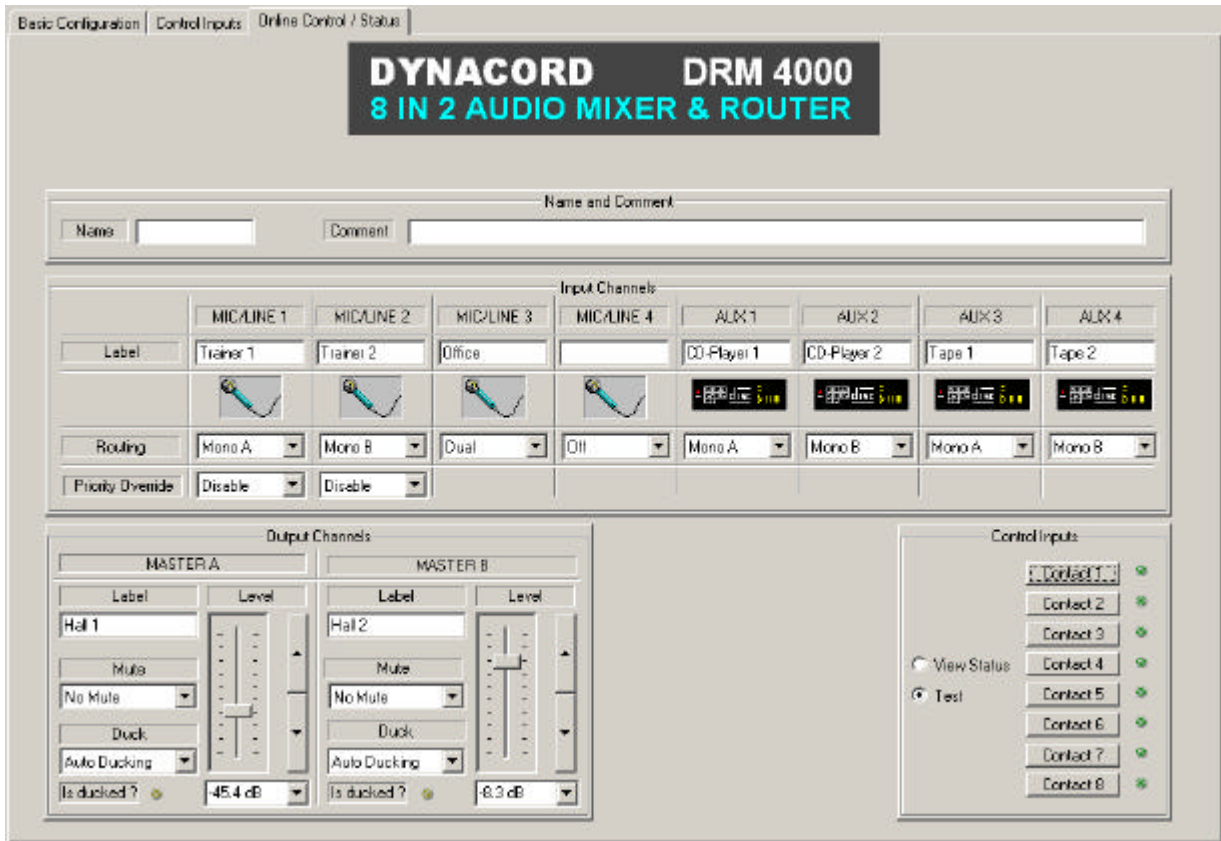 Basic Configuration Control Inputs Online Control / Status
DYNACORD DRM 4000
8 IN 2 AUDIO MIXER & ROUTER
Name and Comment
Name Comment
Input Channels
MIC/LINE 1 MIC/LINE 2 MIC/LINE 3 MIC/LINE 4 AUX 1 AUX 2 AUX 3 AUX 4
Label Trainer 1 Trainer 2 Office CD-Player 1 CD-Player 2 Tape 1 Tape 2
disc disc disc disc
Routing Mono A Mono B Dual Off Mono A Mono B Mono A Mono B
Priority Override Disable Disable
Output Channels
MASTER A MASTER B
Label Level Label Level
Hall 1 Hall 2
Mute Mute
No Mute No Mute
Duck Duck
Auto Ducking Auto Ducking
Is ducked ? -45.4 dB Is ducked ? -8.3 dB
Control Inputs
Contact 1
Contact 2
Contact 3
View Status Contact 4
Test Contact 5
Contact 6
Contact 7
Contact 8